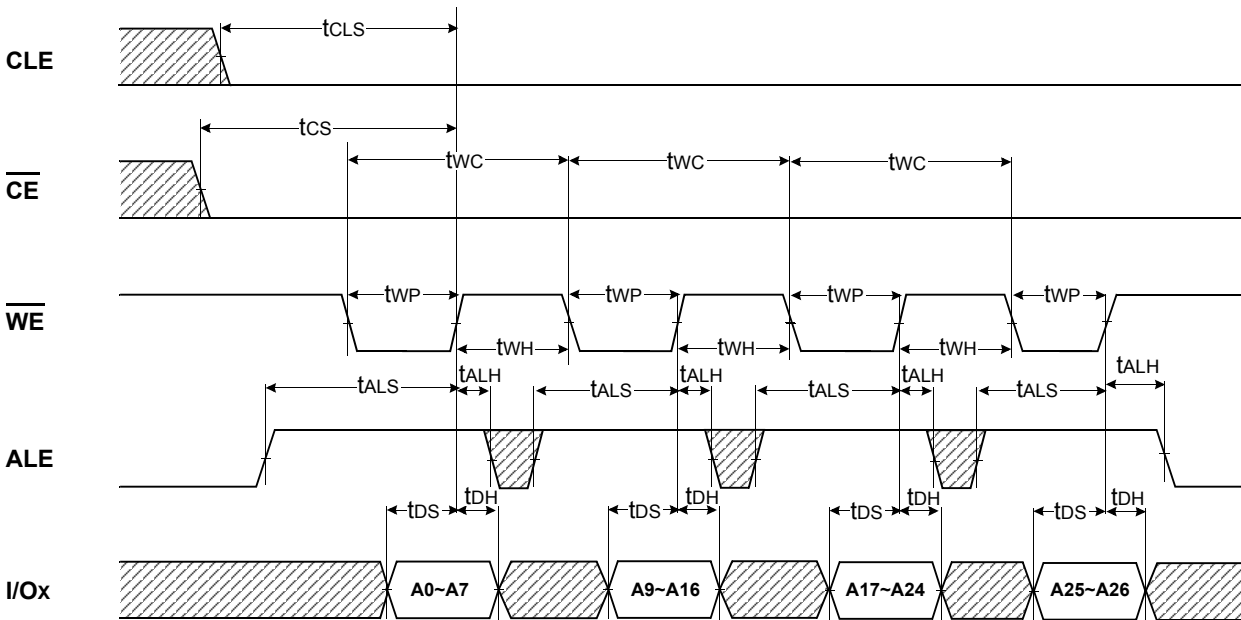 CLE
tCLS
CE
tCS
tWC tWC tWC
WE
tWP tWP tWP tWP
tWH tWH tWH
ALE
tALS tALH tALS tALH tALS tALH tALS tALH
tDS tDH tDS tDH tDS tDH tDS tDH
I/Ox
A0~A7 A9~A16 A17~A24 A25~A26